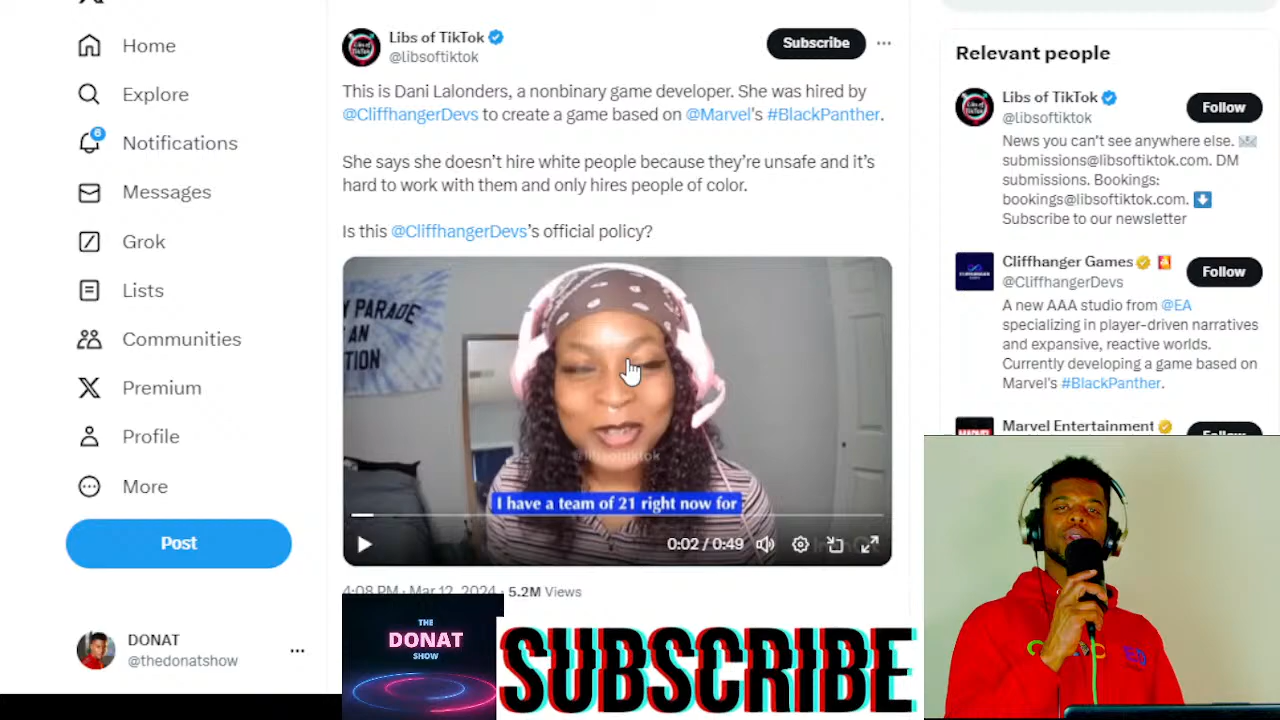 Home
Explore
6
Notifications
Messages
Grok
Lists
Communities
Premium
Profile
More
Post
DONAT
@thedonatshow
Libs of TikTok
@libsoftiktok
Subscribe
This is Dani Lalonders, a nonbinary game developer. She was hired by
@CliffhangerDevs to create a game based on @Marvel's #BlackPanther.
She says she doesn't hire white people because they're unsafe and it's
hard to work with them and only hires people of color.
Is this @CliffhangerDevs's official policy?
PARADE
AN
@libsoftiktok
I have a team of 21 right now for
0:02 / 0:49
4:08 PM · Mar 12, 2024 · 5.2M Views
THE
DONAT
SHOW
SUBSCRIBE
Relevant people
Libs of TikTok
@libsoftiktok
Follow
News you can't see anywhere else.
submissions@libsoftiktok.com. DM
submissions. Bookings:
bookings@libsoftiktok.com.
Subscribe to our newsletter
Cliffhanger Games
@CliffhangerDevs
Follow
A new AAA studio from @EA
specializing in player-driven narratives
and expansive, reactive worlds.
Currently developing a game based on
Marvel's #BlackPanther.
Marvel Entertainment
Follow